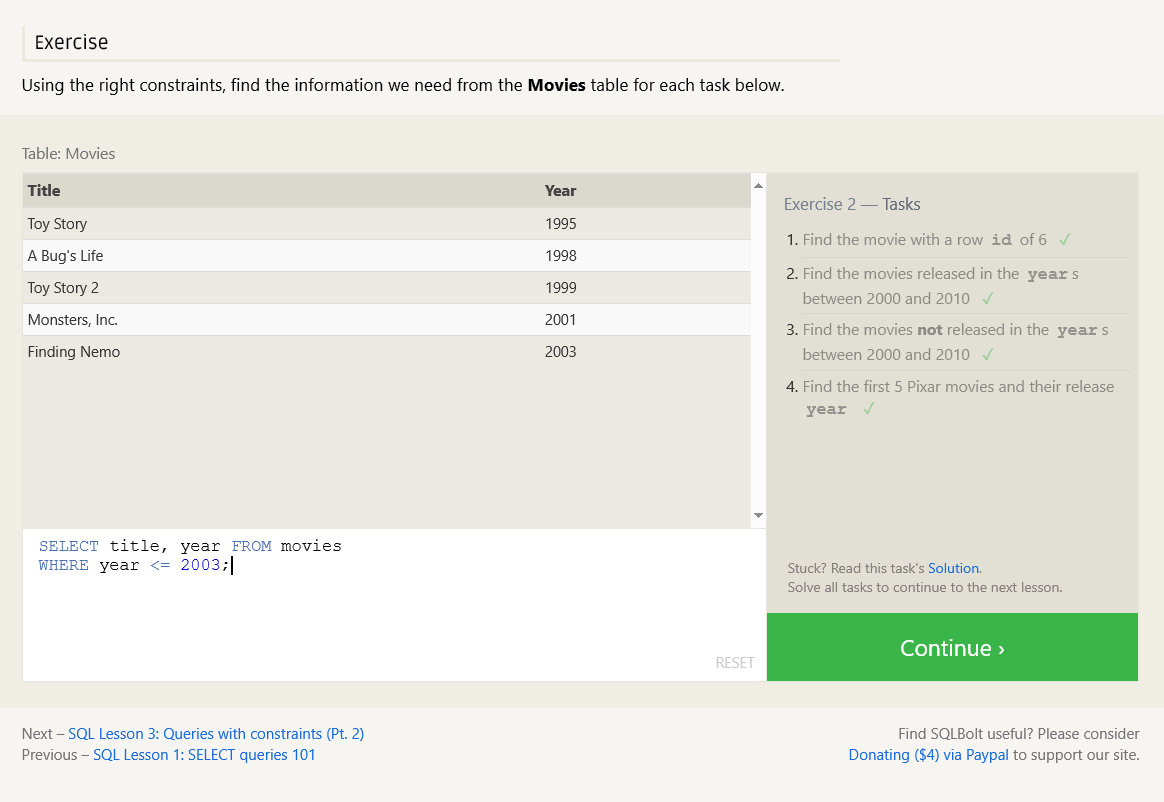 Exercise
Using the right constraints, find the information we need from the Movies table for each task below.
Table: Movies
Title Year
Toy Story 1995
A Bug's Life 1998
Toy Story 2 1999
Monsters, Inc. 2001
Finding Nemo 2003
SELECT title, year FROM movies
WHERE year <= 2003;
RESET
Exercise 2 — Tasks
1. Find the movie with a row id of 6 ✓
2. Find the movies released in the year s
between 2000 and 2010 ✓
3. Find the movies not released in the year s
between 2000 and 2010 ✓
4. Find the first 5 Pixar movies and their release
year ✓
Stuck? Read this task's Solution.
Solve all tasks to continue to the next lesson.
Continue ›
Next – SQL Lesson 3: Queries with constraints (Pt. 2)
Previous – SQL Lesson 1: SELECT queries 101
Find SQLBolt useful? Please consider
Donating ($4) via Paypal to support our site.